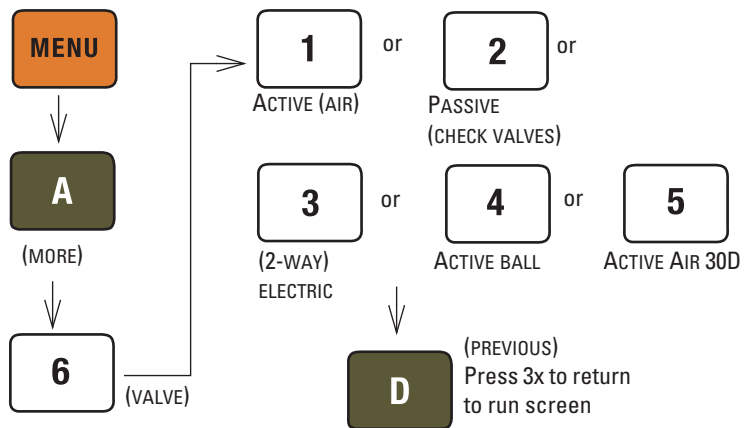 MENU
1 or 2 or
ACTIVE (AIR)
PASSIVE
(CHECK VALVES)
A
(MORE)
3 or 4 or 5
(2-WAY)
ELECTRIC
ACTIVE BALL
ACTIVE AIR 30D
6
(VALVE)
D
(PREVIOUS)
Press 3x to return
to run screen